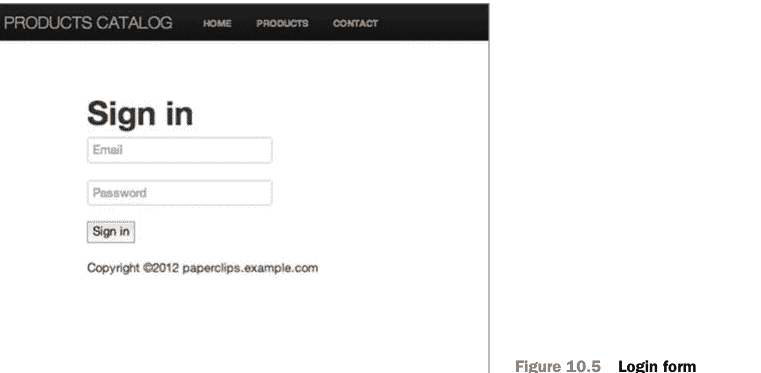 PRODUCTS CATALOG HOME PRODUCTS CONTACT
Sign in
Email
Password
Sign in
Copyright ©2012 paperclips.example.com
Figure 10.5 Login form